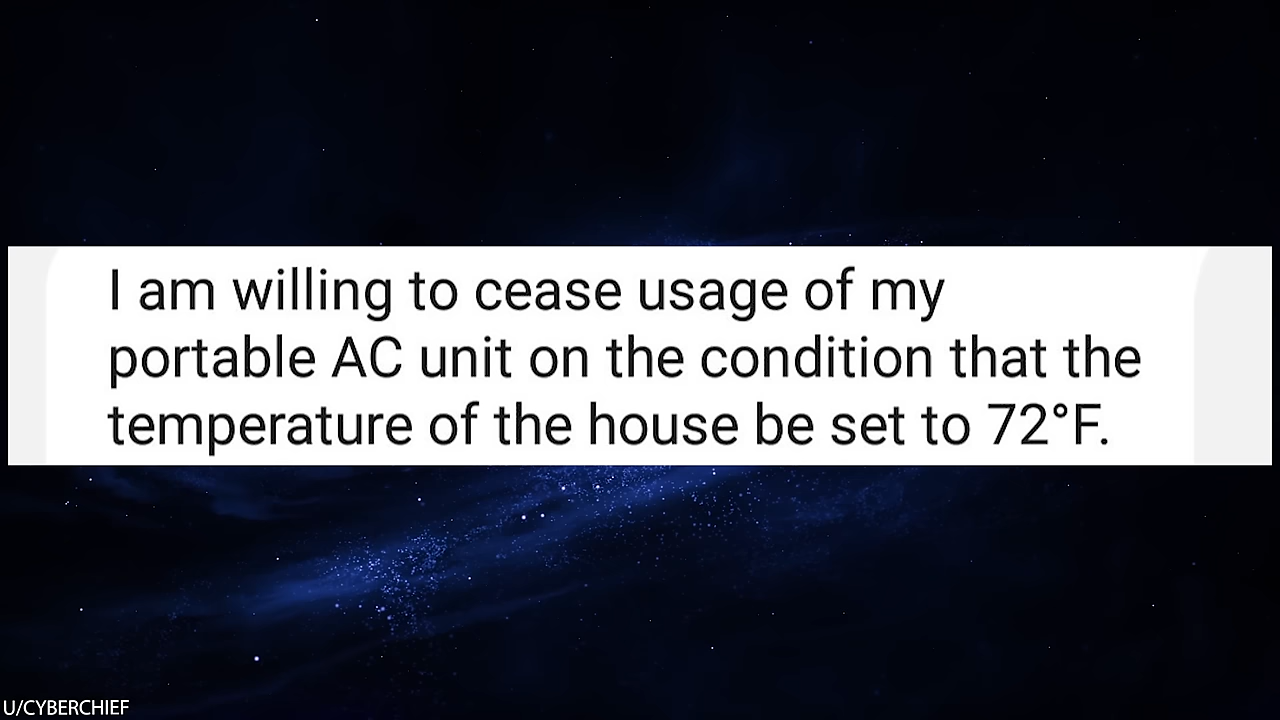 I am willing to cease usage of my
portable AC unit on the condition that the
temperature of the house be set to 72°F.
U/CYBERCHIEF